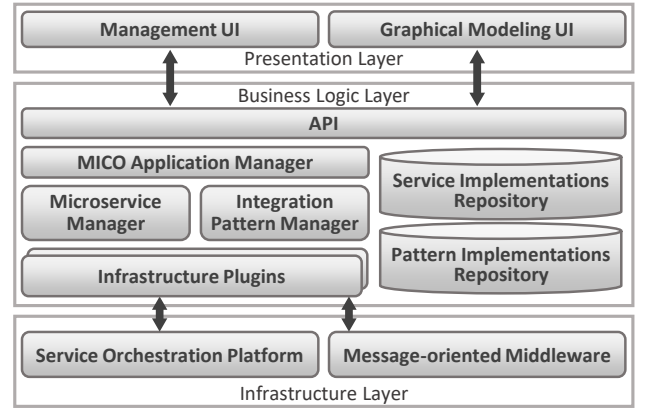 Management UI
Graphical Modeling UI
Presentation Layer
Business Logic Layer
API
MICO Application Manager
Microservice
Manager
Integration
Pattern Manager
Service Implementations
Repository
Pattern Implementations
Repository
Infrastructure Plugins
Service Orchestration Platform
Message-oriented Middleware
Infrastructure Layer